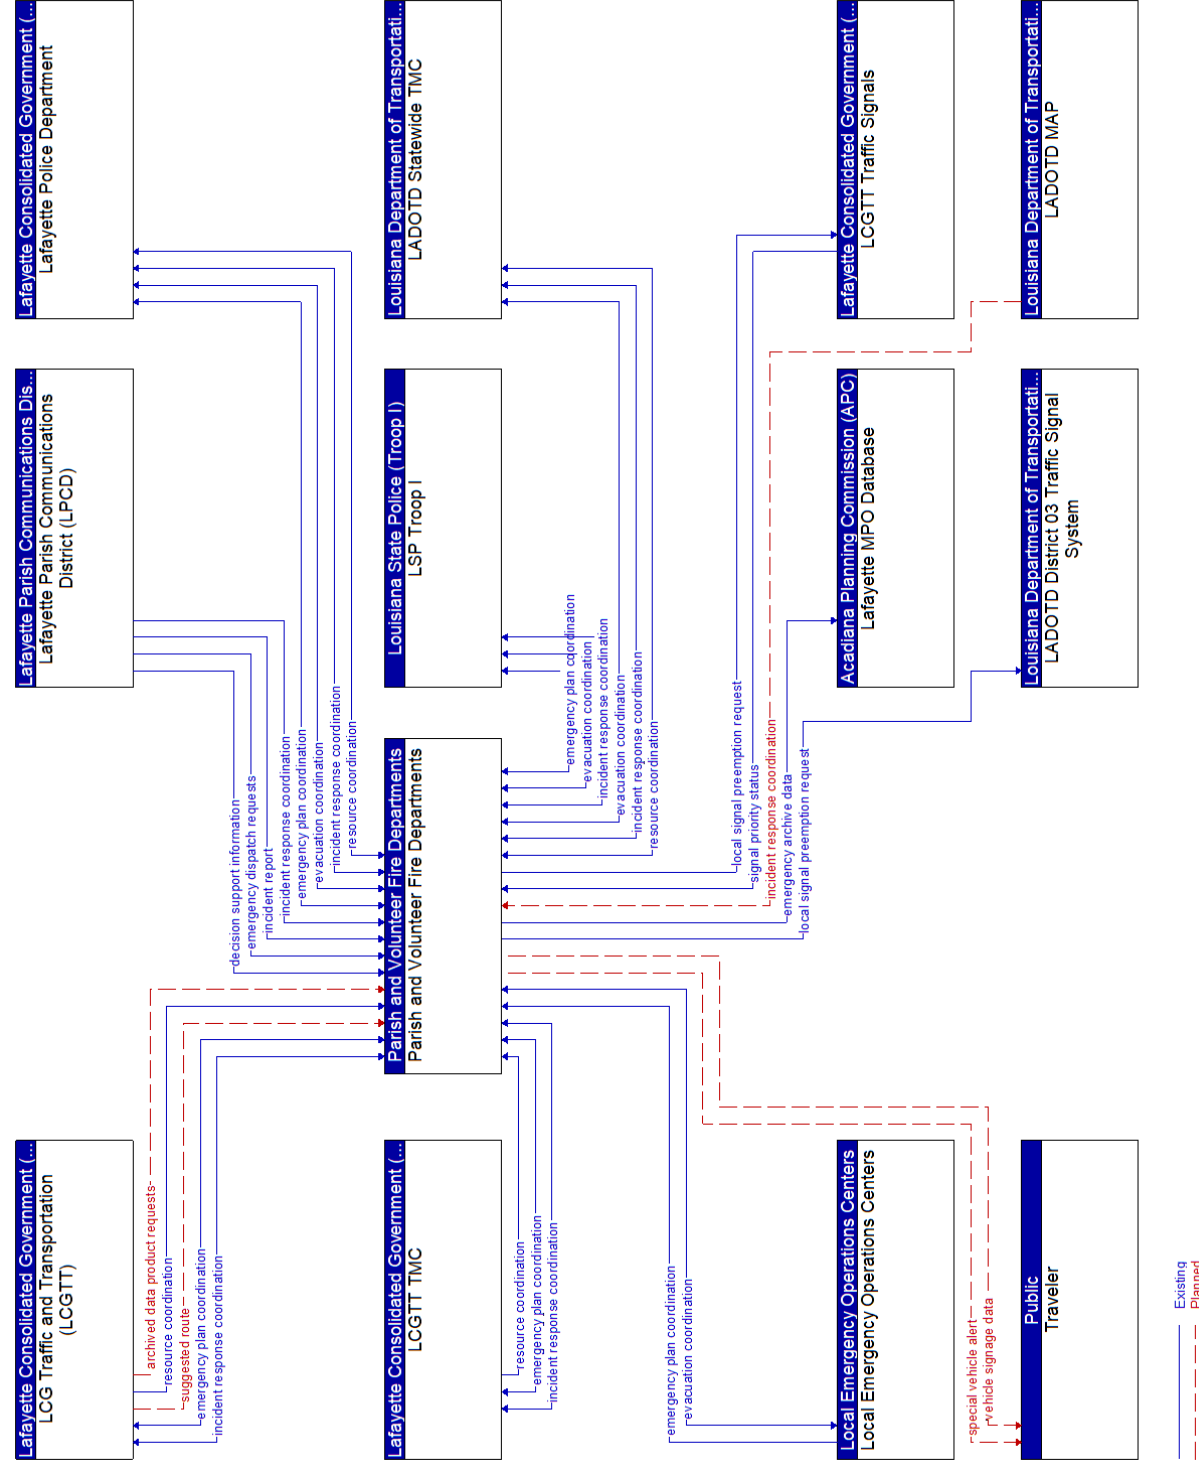 Lafayette Consolidated Government (...
LCG Traffic and Transportation
(LCGTT)
Lafayette Parish Communications Dis...
Lafayette Parish Communications
District (LPCD)
Lafayette Consolidated Government (...
Lafayette Police Department
archived data product requests
resource coordination
suggested route
emergency plan coordination
incident response coordination
decision support information
emergency dispatch requests
incident report
incident response coordination
emergency plan coordination
evacuation coordination
incident response coordination
resource coordination
Lafayette Consolidated Government (...
LCGTT TMC
Parish and Volunteer Fire Departments
Parish and Volunteer Fire Departments
Louisiana State Police (Troop I)
LSP Troop I
Louisiana Department of Transportati...
LADOTD Statewide TMC
resource coordination
emergency plan coordination
incident response coordination
emergency plan coordination
evacuation coordination
incident response coordination
evacuation coordination
incident response coordination
resource coordination
emergency plan coordination
evacuation coordination
local signal preemption request
signal priority status
incident response coordination
emergency archive data
local signal preemption request
Local Emergency Operations Centers
Local Emergency Operations Centers
Acadiana Planning Commission (APC)
Lafayette MPO Database
Lafayette Consolidated Government (...
LCGTT Traffic Signals
special vehicle alert
vehicle signage data
Public
Traveler
Louisiana Department of Transportati...
LADOTD District 03 Traffic Signal
System
Louisiana Department of Transportati...
LADOTD MAP
Existing
Planned